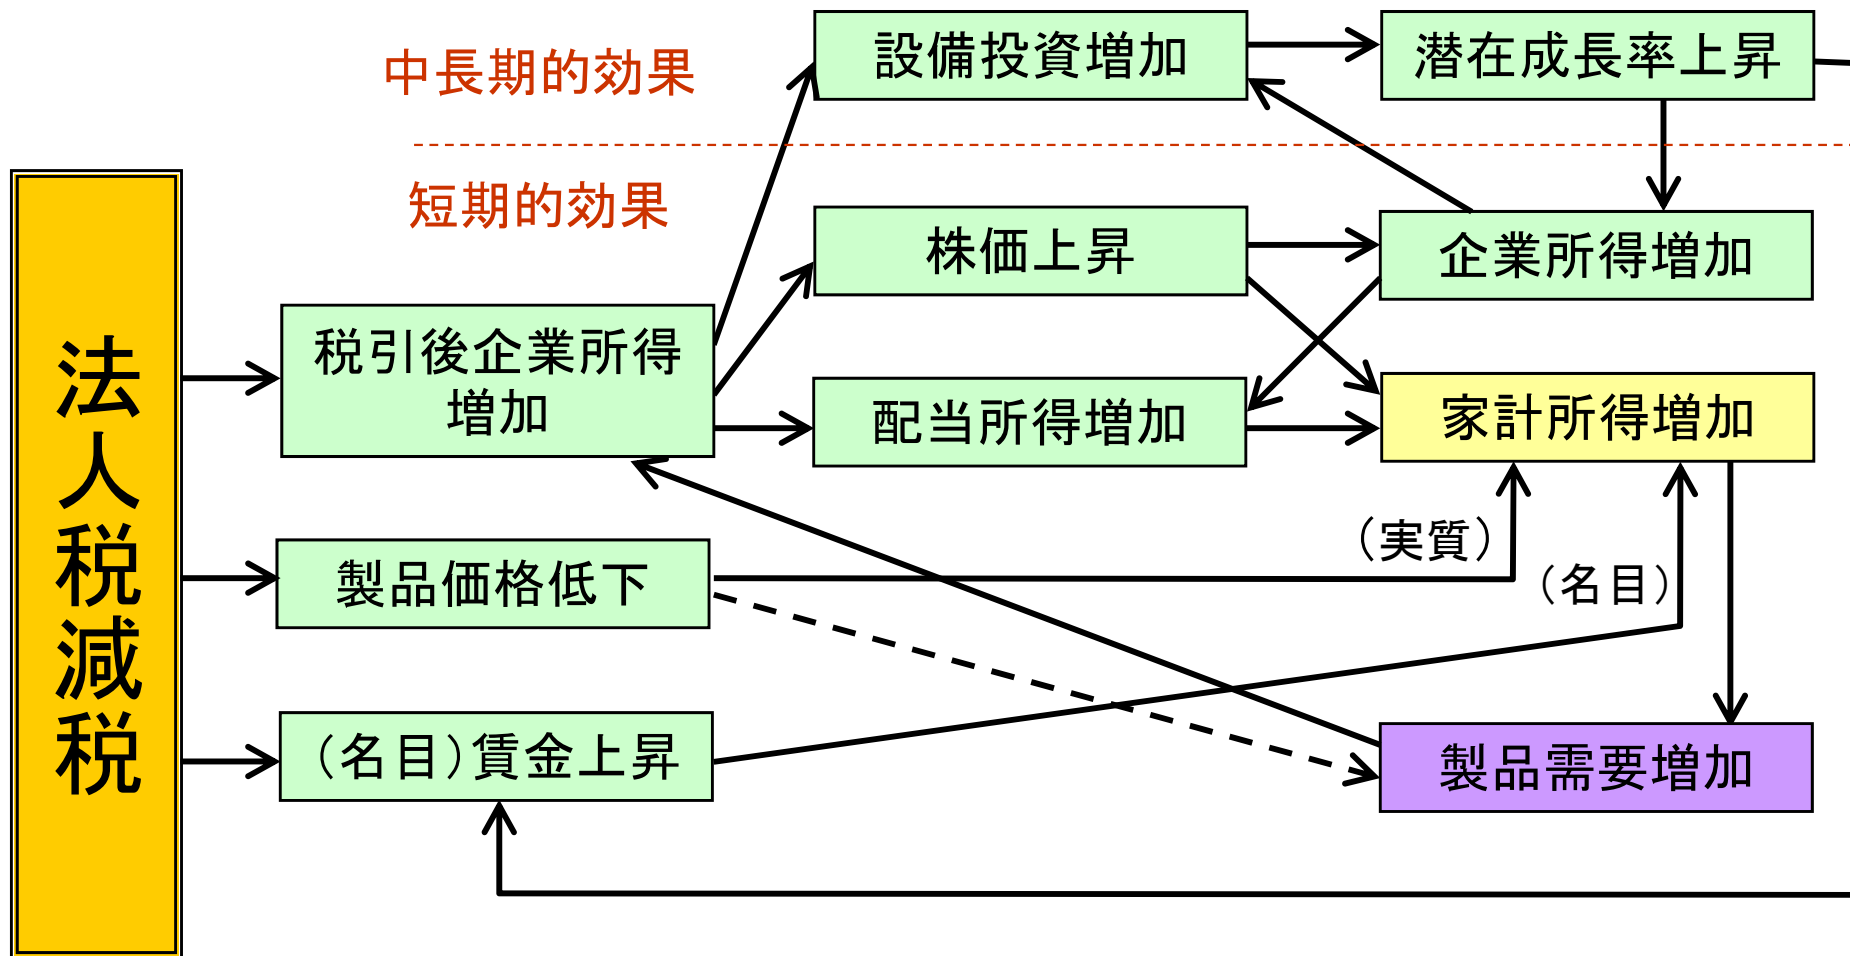 中長期的効果
設備投資増加
潜在成長率上昇
短期的効果
株価上昇
企業所得増加
法人税減税
税引後企業所得
増加
配当所得増加
家計所得増加
（実質）
製品価格低下
（名目）
（名目）賃金上昇
製品需要増加